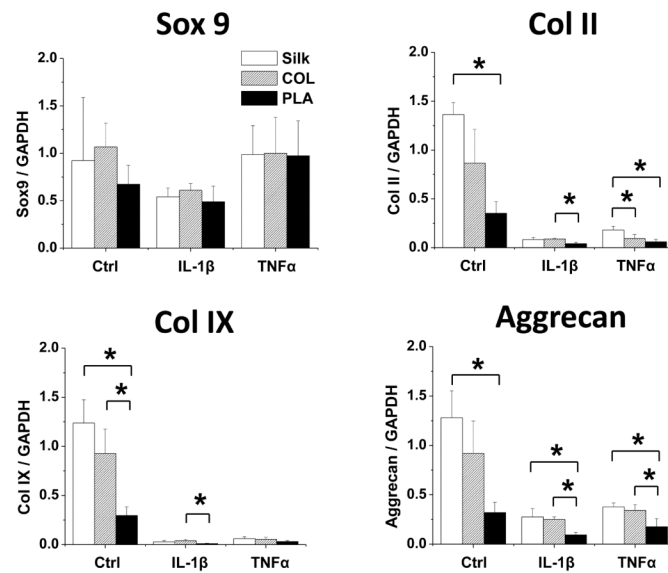 Sox 9
Silk
COL
PLA
2.0
1.5
1.0
0.5
0.0
Sox9 / GAPDH
Ctrl
IL-1β
TNFα
Col II
2.0
1.5
1.0
0.5
0.0
Col II / GAPDH
*
*
*
*
Ctrl
IL-1β
TNFα
Col IX
2.0
1.5
1.0
0.5
0.0
Col IX / GAPDH
*
*
*
Ctrl
IL-1β
TNFα
Aggrecan
2.0
1.5
1.0
0.5
0.0
Aggrecan / GAPDH
*
*
*
*
*
Ctrl
IL-1β
TNFα